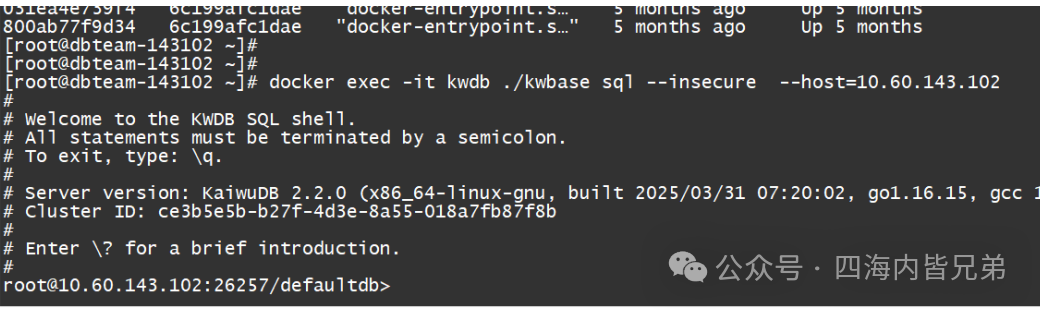 031ea4e739f4   6c199afc1dae   "docker-entrypoint.s…"   5 months ago     Up 5 months
800ab77f9d34   6c199afc1dae   "docker-entrypoint.s…"   5 months ago     Up 5 months
[root@dbteam-143102 ~]#
[root@dbteam-143102 ~]#
[root@dbteam-143102 ~]# docker exec -it kwdb ./kwbase sql --insecure  --host=10.60.143.102
#
# Welcome to the KWDB SQL shell.
# All statements must be terminated by a semicolon.
# To exit, type: \q.
#
# Server version: KaiwuDB 2.2.0 (x86_64-linux-gnu, built 2025/03/31 07:20:02, go1.16.15, gcc 1
# Cluster ID: ce3b5e5b-b27f-4d3e-8a55-018a7fb87f8b
#
# Enter \? for a brief introduction.
#
root@10.60.143.102:26257/defaultdb>
公众号 · 四海内皆兄弟